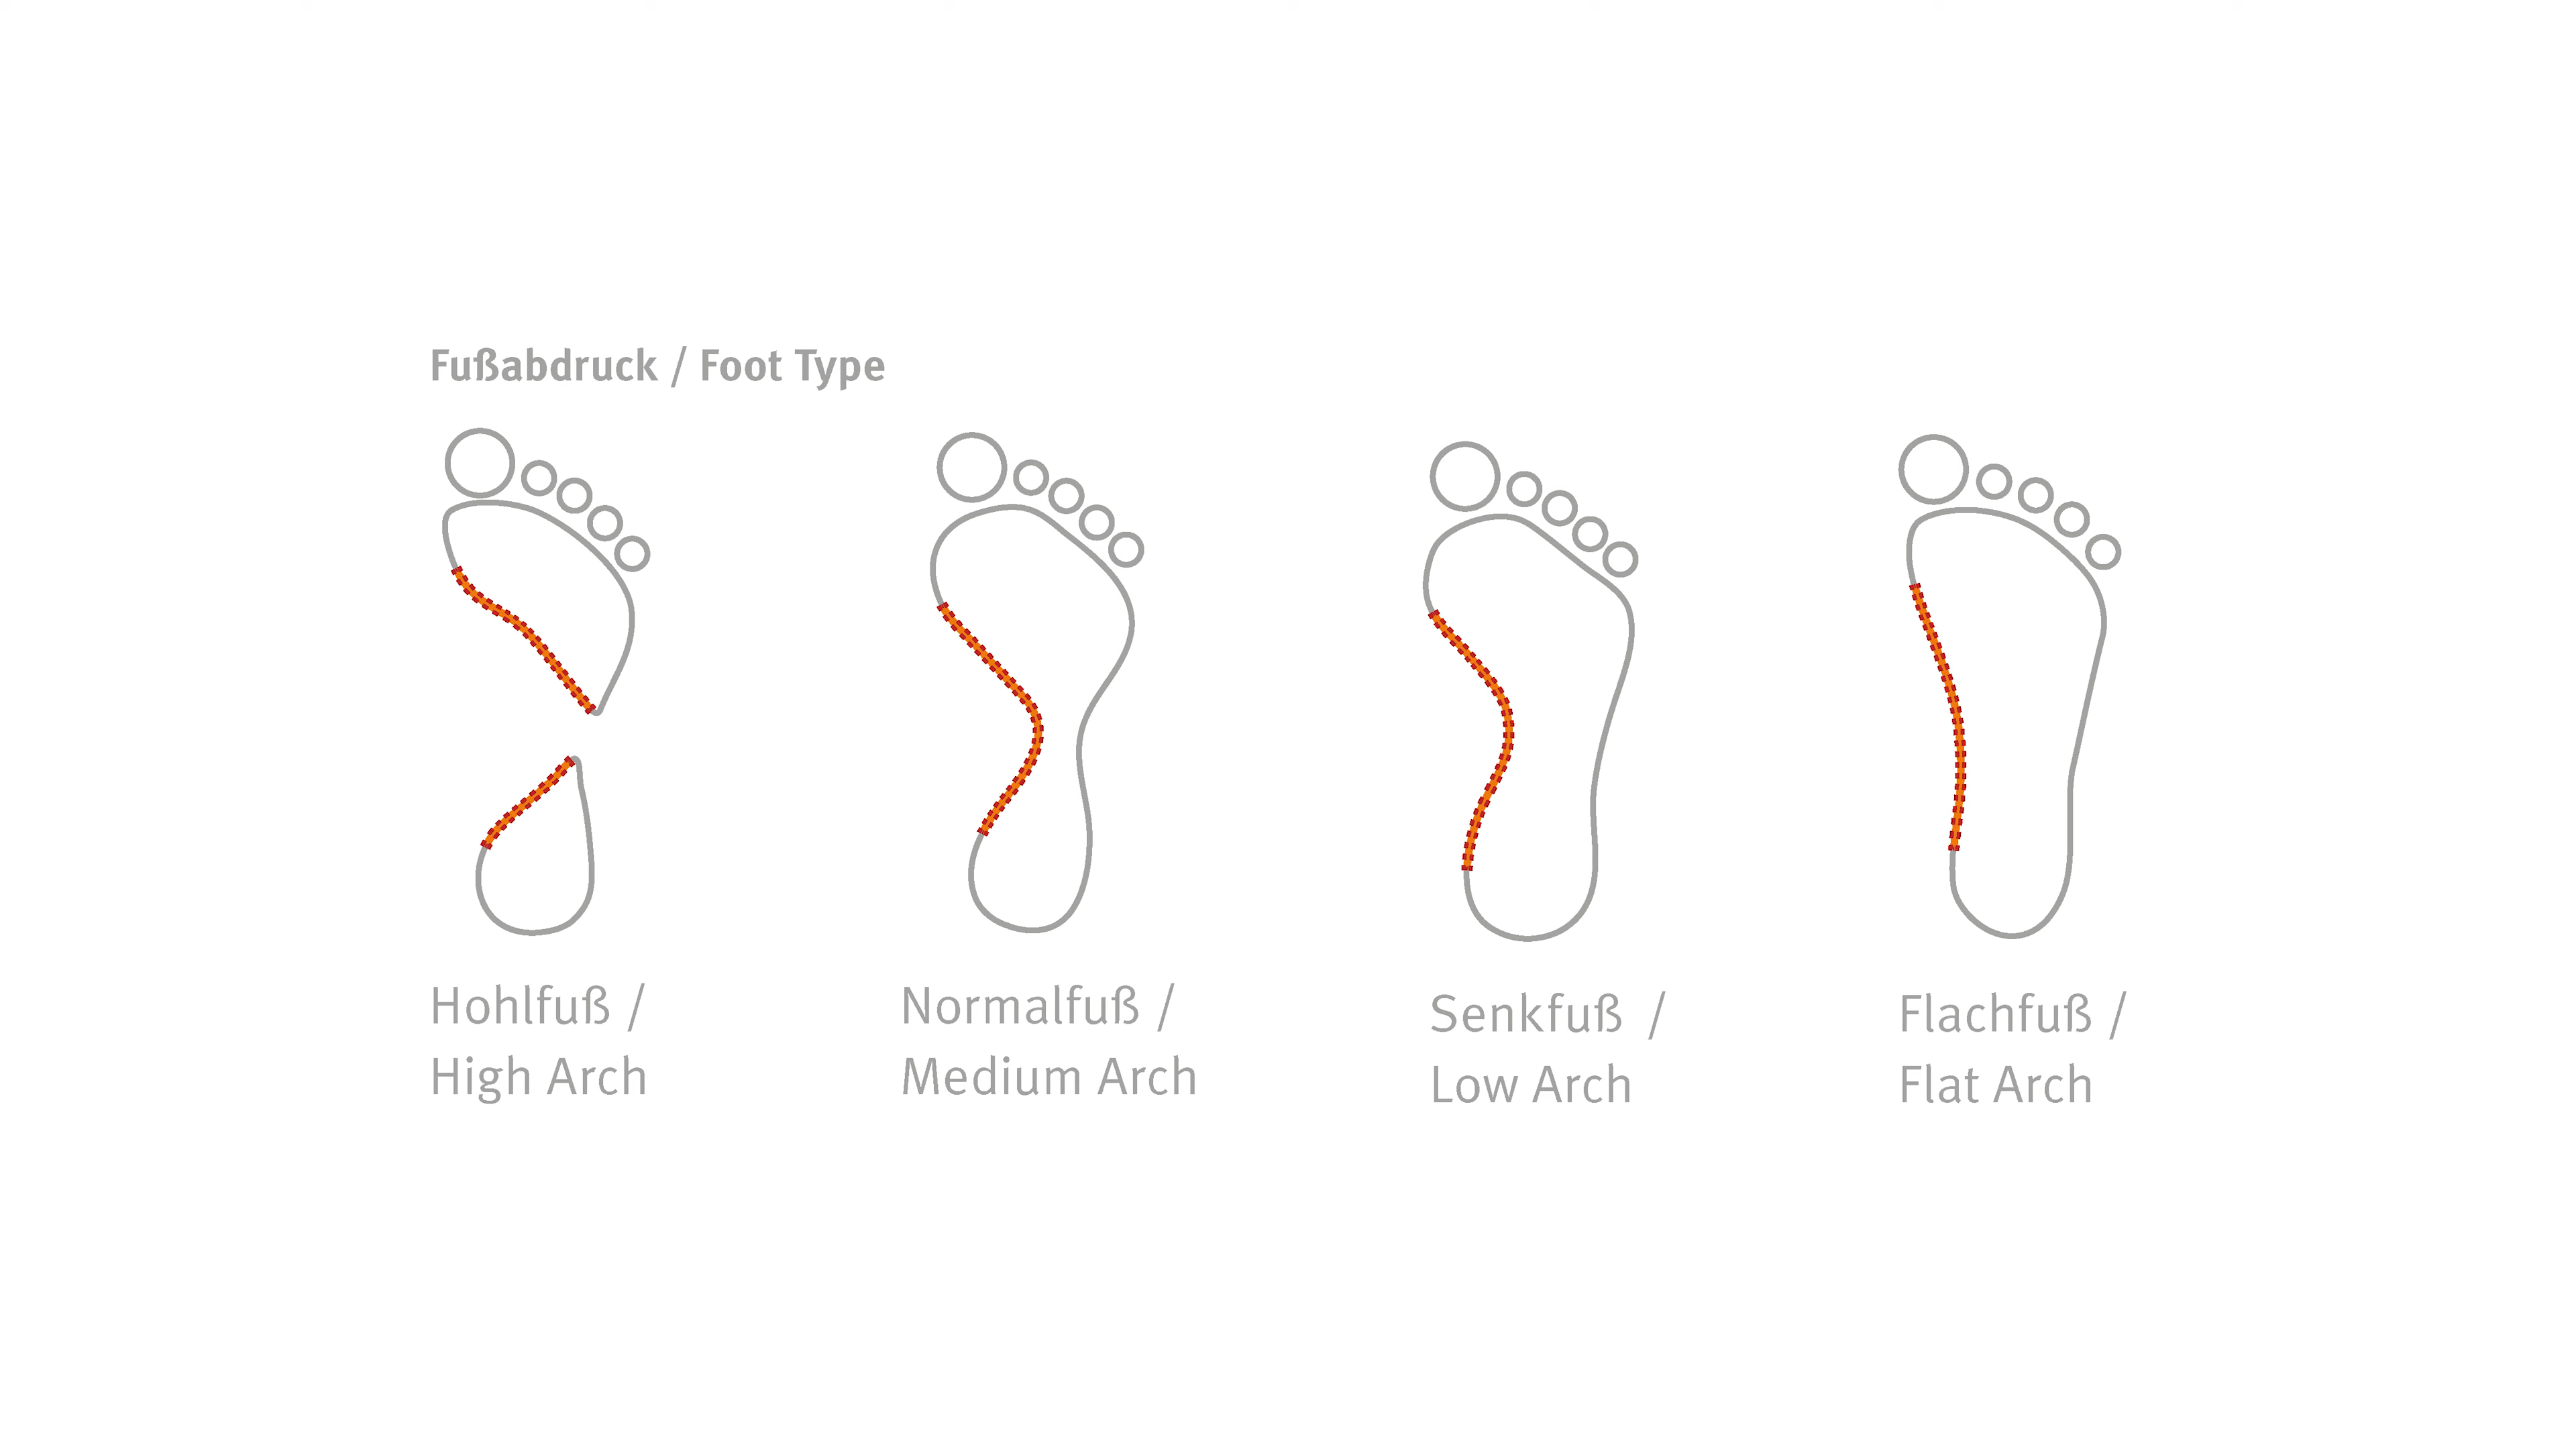 Fußabdruck / Foot Type
Hohlfuß /
High Arch
Normalfuß /
Medium Arch
Senkfuß /
Low Arch
Flachfuß /
Flat Arch